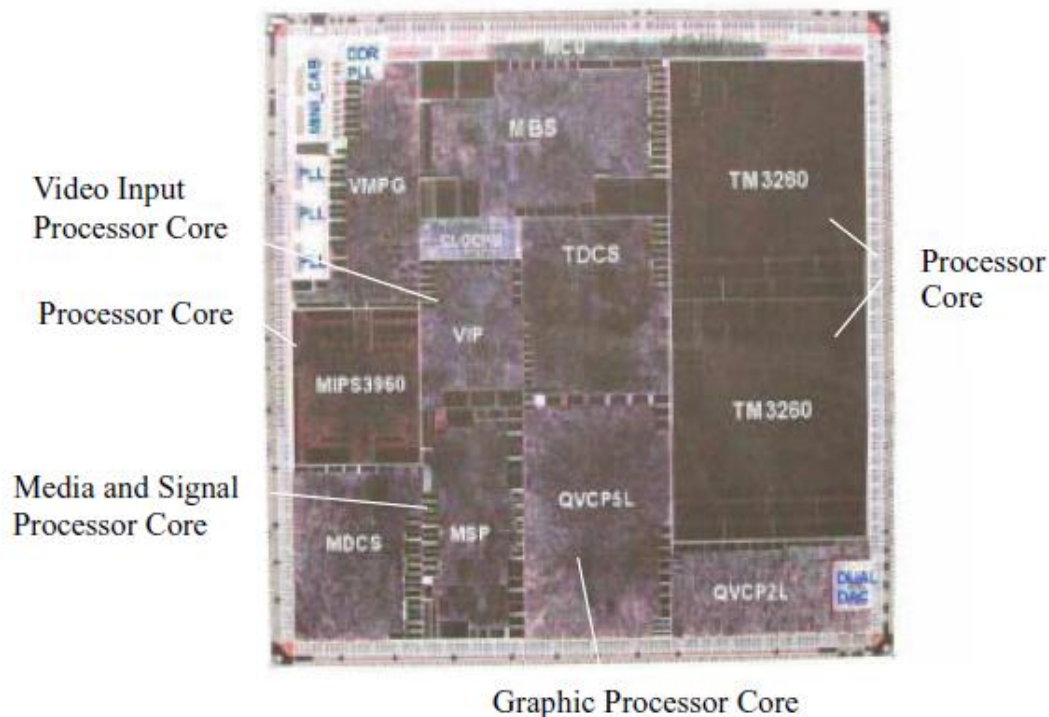 MCU
DDR
PLL
MINI_CAB
MBS
TM3260
PLL
VMPG
Video Input
Processor Core
PLL
TDCS
PLL
Processor
Core
Processor Core
VIP
MIPS3960
TM3260
Media and Signal
Processor Core
QVCP5L
MDCS
MSP
QVCP2L
DUAL
DAC
Graphic Processor Core